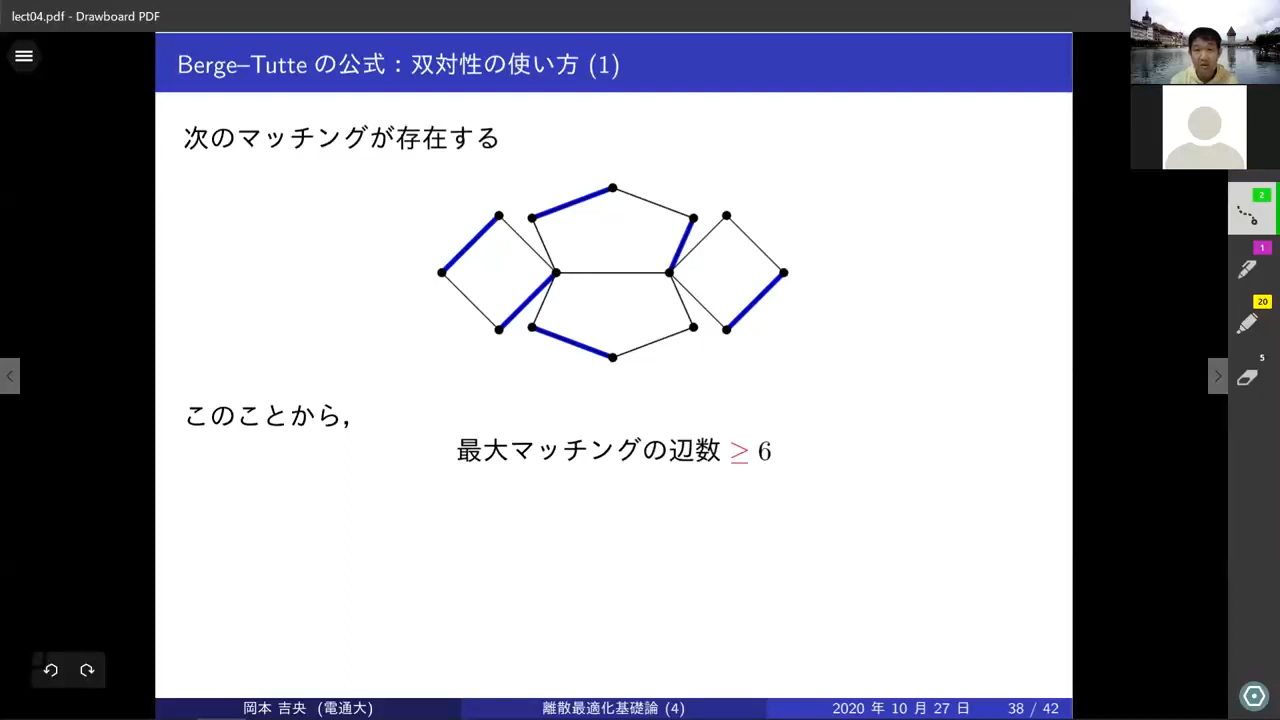 lect04.pdf - Drawboard PDF
Berge–Tutte の公式：双対性の使い方 (1)
次のマッチングが存在する
このことから，
最大マッチングの辺数 ≥ 6
2
1
20
5
岡本 吉央 (電通大)
離散最適化基礎論 (4)
2020 年 10 月 27 日
38 / 42